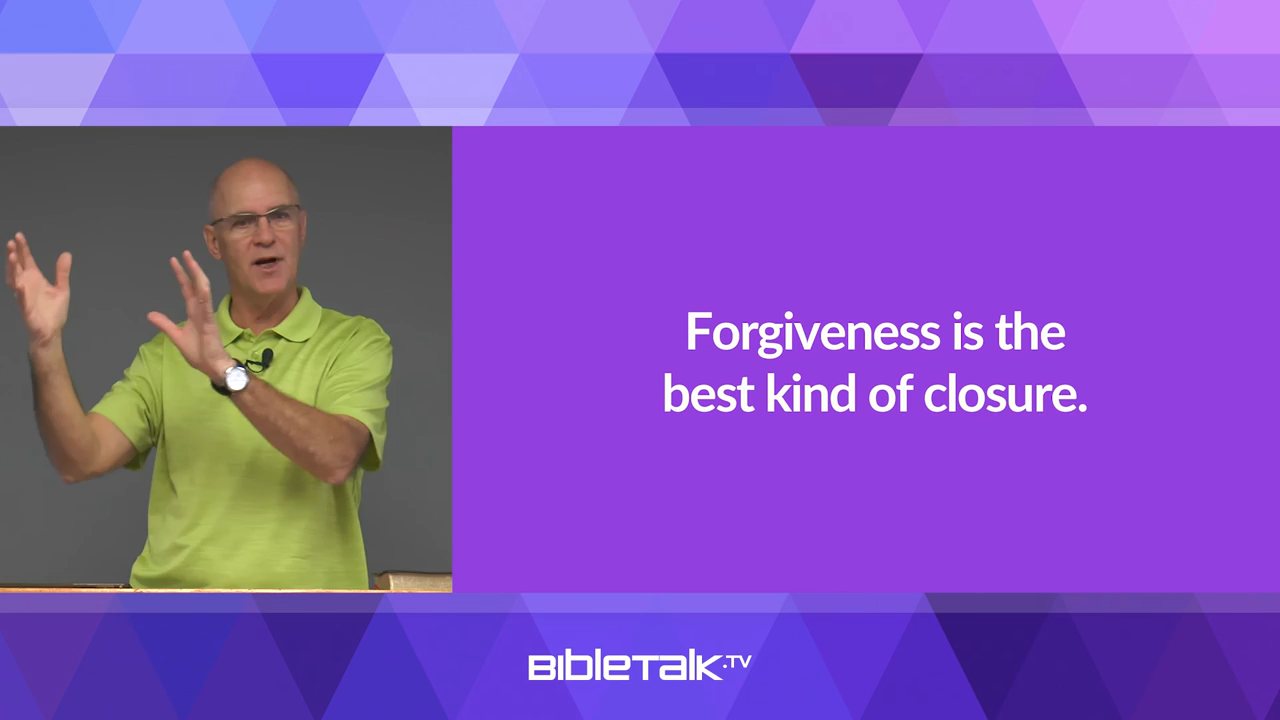 Forgiveness is the
best kind of closure.
BIBLETALK.TV